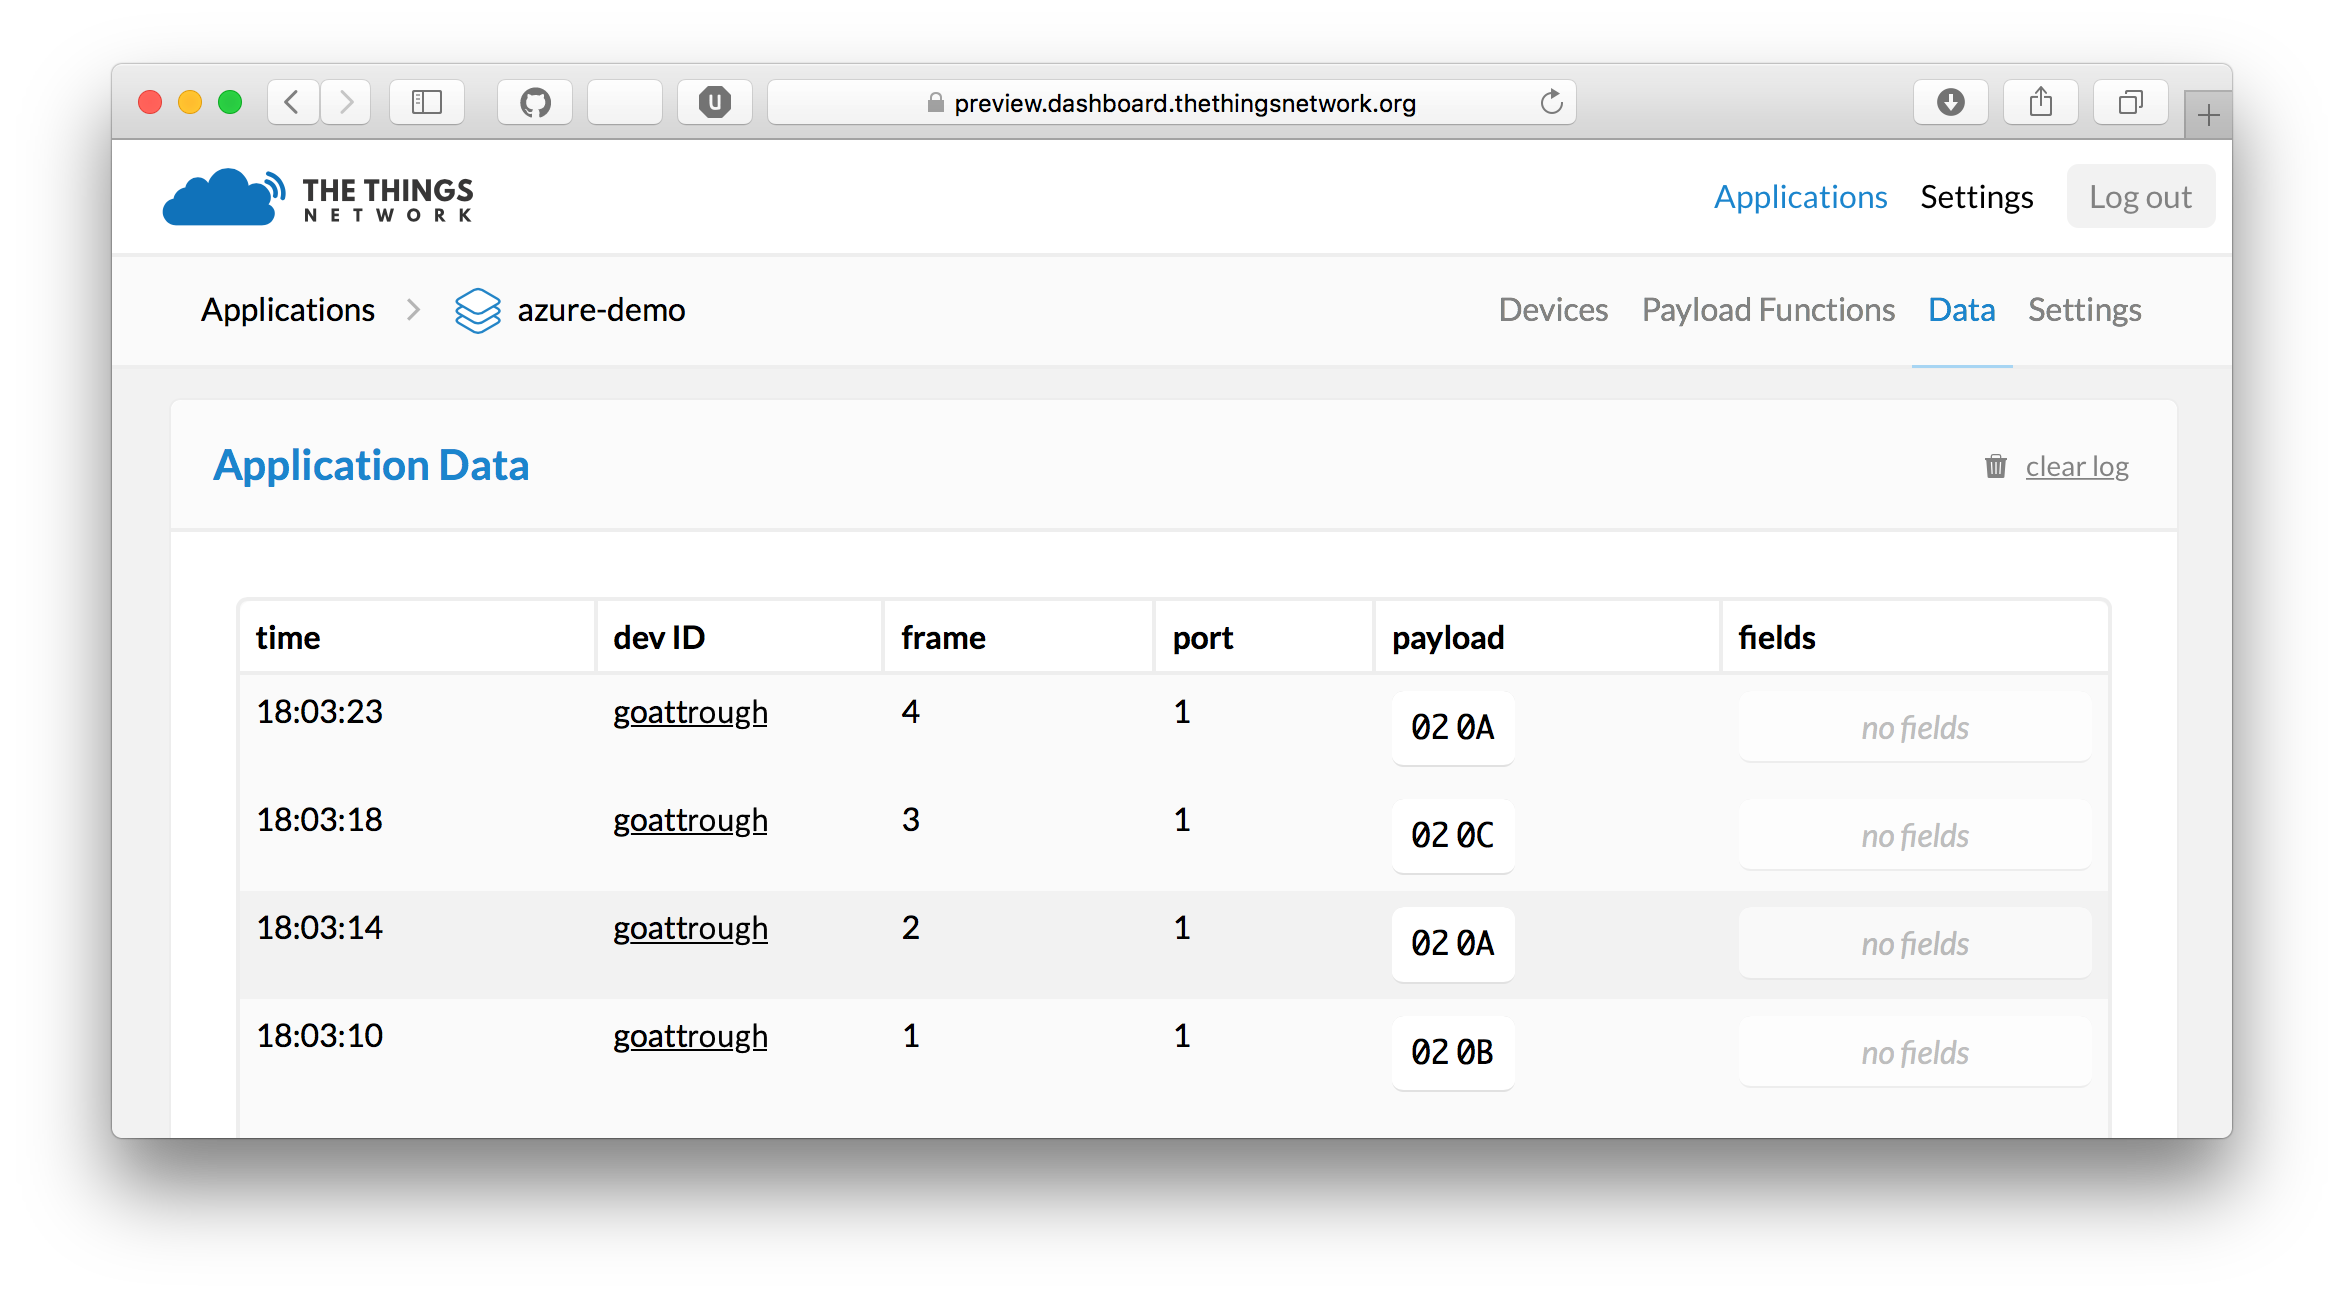 U
preview.dashboard.thethingsnetwork.org
THE THINGS
NETWORK
Applications Settings Log out
Applications azure-demo
Devices Payload Functions Data Settings
Application Data
clear log
time dev ID frame port payload fields
18:03:23 goattrough 4 1 02 0A no fields
18:03:18 goattrough 3 1 02 0C no fields
18:03:14 goattrough 2 1 02 0A no fields
18:03:10 goattrough 1 1 02 0B no fields